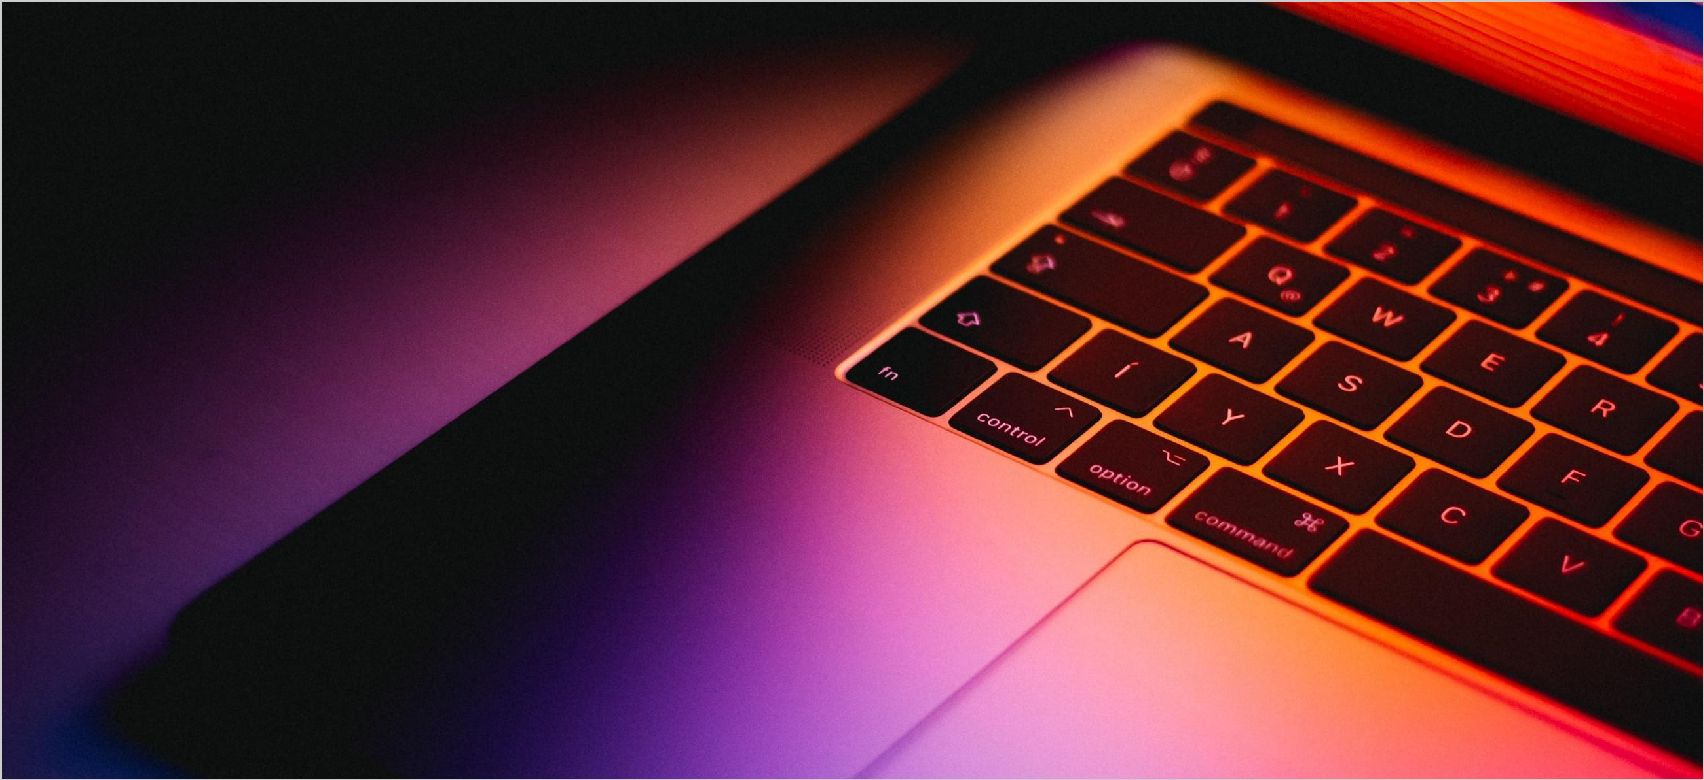 2 3 4
Q @ W E R
A S D F G
fn Í Y X C V B
control option command